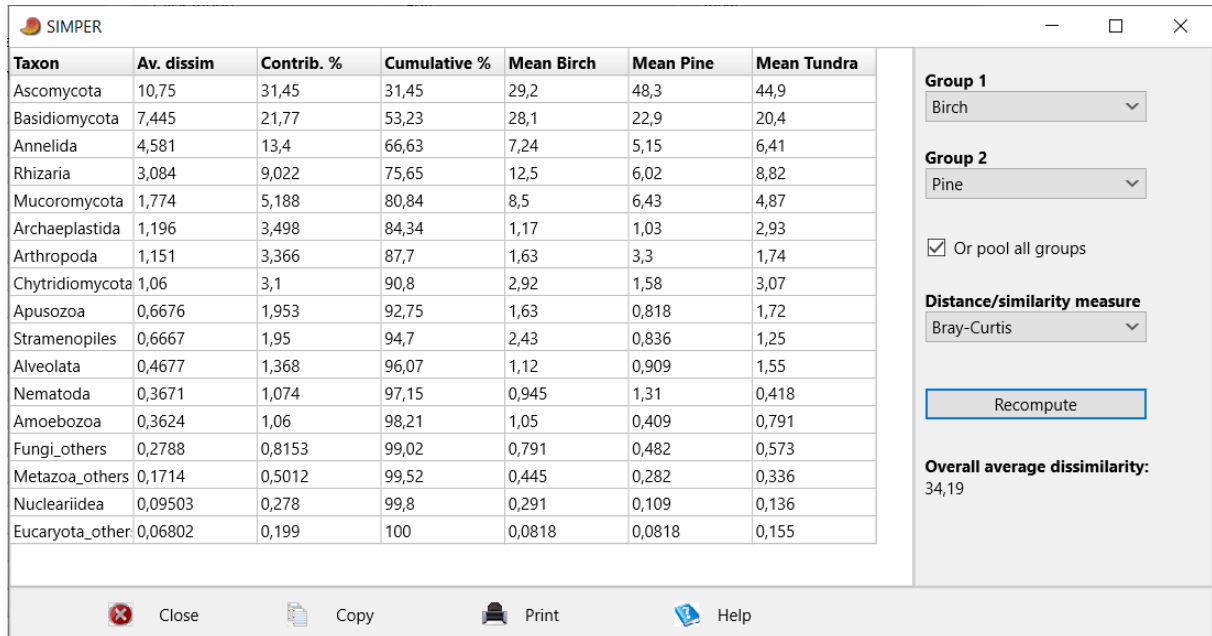 SIMPER
Taxon Av. dissim Contrib. % Cumulative % Mean Birch Mean Pine Mean Tundra
Ascomycota 10,75 31,45 31,45 29,2 48,3 44,9
Basidiomycota 7,445 21,77 53,23 28,1 22,9 20,4
Annelida 4,581 13,4 66,63 7,24 5,15 6,41
Rhizaria 3,084 9,022 75,65 12,5 6,02 8,82
Mucoromycota 1,774 5,188 80,84 8,5 6,43 4,87
Archaeplastida 1,196 3,498 84,34 1,17 1,03 2,93
Arthropoda 1,151 3,366 87,7 1,63 3,3 1,74
Chytridiomycota 1,06 3,1 90,8 2,92 1,58 3,07
Apusozoa 0,6676 1,953 92,75 1,63 0,818 1,72
Stramenopiles 0,6667 1,95 94,7 2,43 0,836 1,25
Alveolata 0,4677 1,368 96,07 1,12 0,909 1,55
Nematoda 0,3671 1,074 97,15 0,945 1,31 0,418
Amoebozoa 0,3624 1,06 98,21 1,05 0,409 0,791
Fungi_others 0,2788 0,8153 99,02 0,791 0,482 0,573
Metazoa_others 0,1714 0,5012 99,52 0,445 0,282 0,336
Nucleariidea 0,09503 0,278 99,8 0,291 0,109 0,136
Eucaryota_other 0,06802 0,199 100 0,0818 0,0818 0,155
Group 1
Birch
Group 2
Pine
Or pool all groups
Distance/similarity measure
Bray-Curtis
Recompute
Overall average dissimilarity:
34,19
Close Copy Print Help